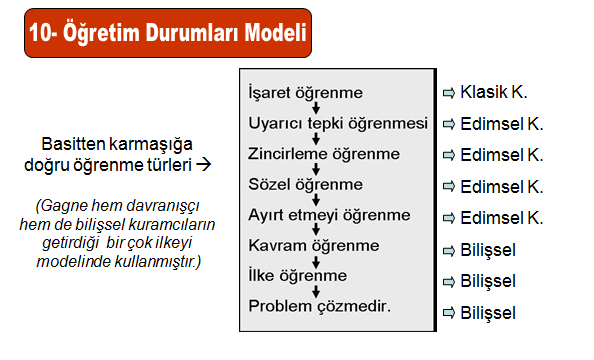 10- Öğretim Durumları Modeli
Basitten karmaşığa
doğru öğrenme türleri →
(Gagne hem davranışçı
hem de bilişsel kuramcıların
getirdiği bir çok ilkeyi
modelinde kullanmıştır.)
İşaret öğrenme ⇨ Klasik K.
Uyarıcı tepki öğrenmesi ⇨ Edimsel K.
Zincirleme öğrenme ⇨ Edimsel K.
Sözel öğrenme ⇨ Edimsel K.
Ayırt etmeyi öğrenme ⇨ Edimsel K.
Kavram öğrenme ⇨ Bilişsel
İlke öğrenme ⇨ Bilişsel
Problem çözmedir. ⇨ Bilişsel